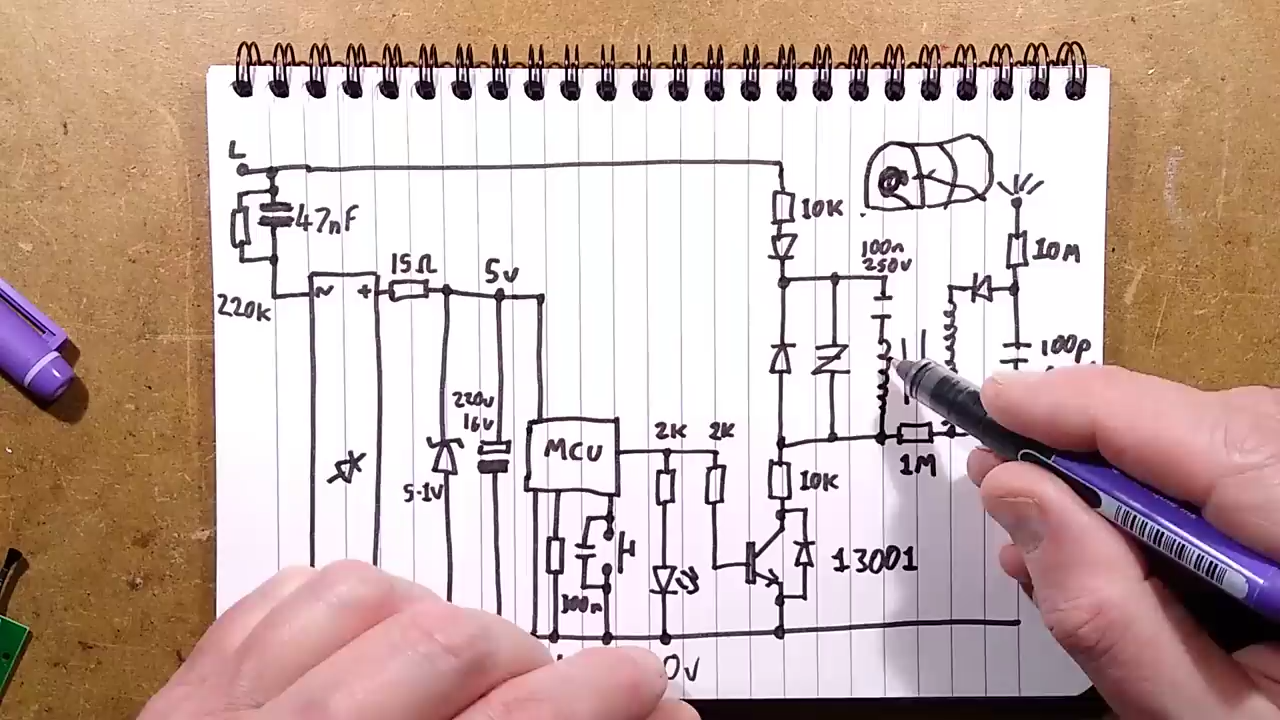 L
47nF
220K
~
+
15Ω
5v
220u
16v
5·1V
MCU
100n
2K
2K
0v
10K
10K
13001
100n
250V
1M
10M
100p